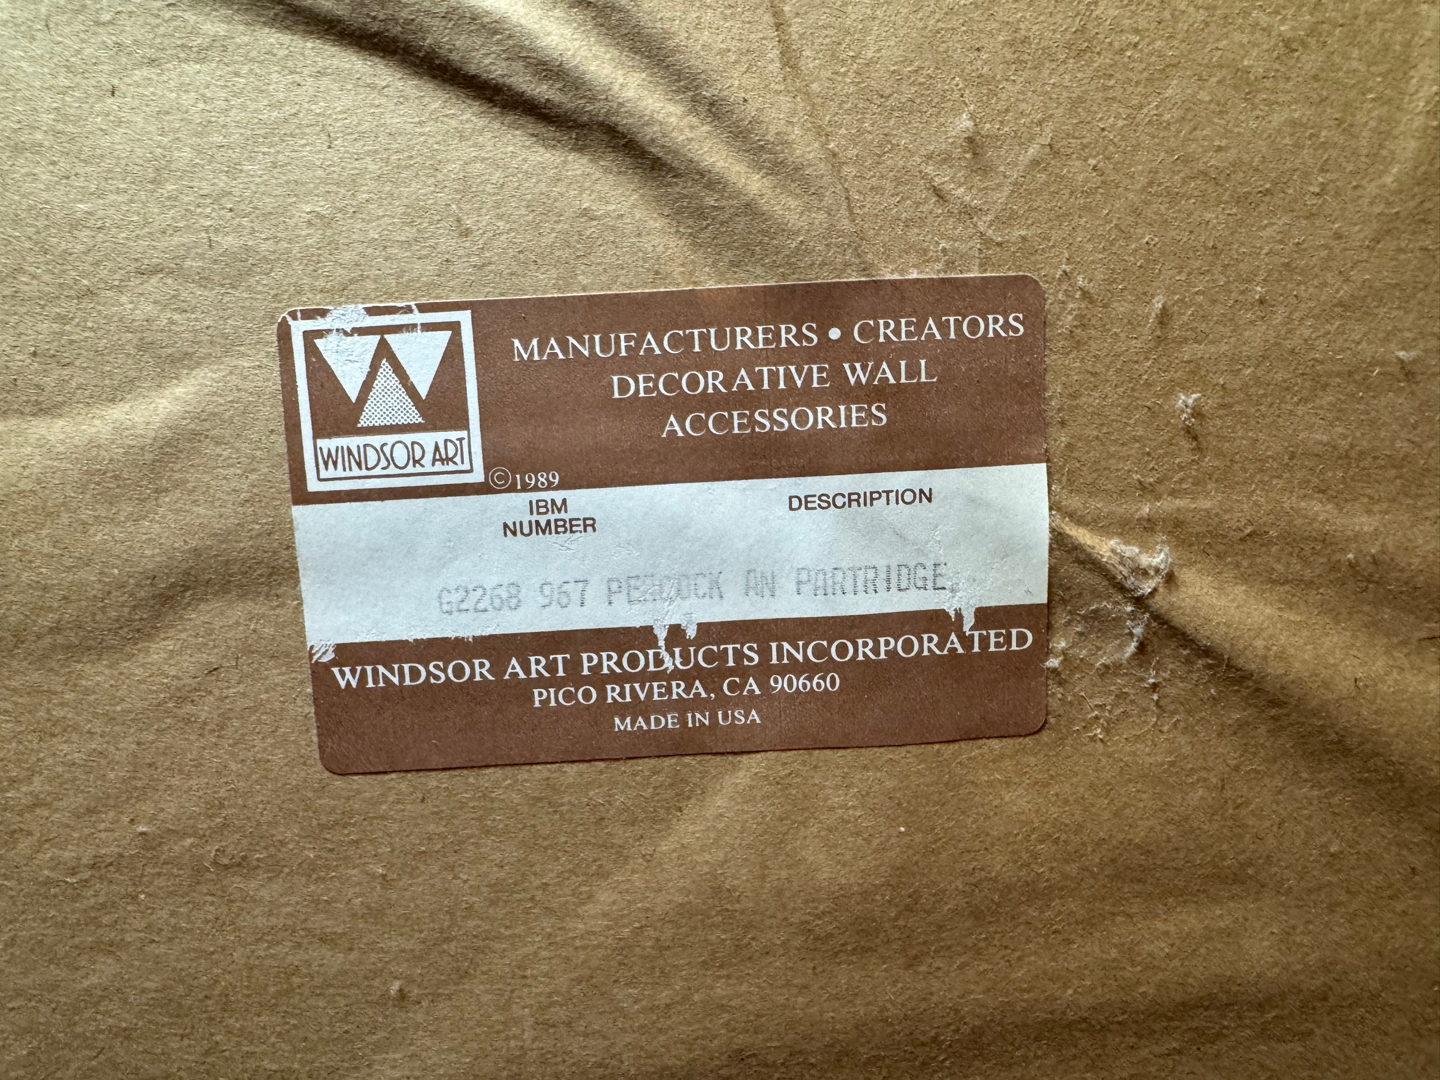 MANUFACTURERS • CREATORS
DECORATIVE WALL
ACCESSORIES
WINDSOR ART
©1989
IBM
NUMBER
DESCRIPTION
G2268 967 PEACOCK AN PARTRIDGE
WINDSOR ART PRODUCTS INCORPORATED
PICO RIVERA, CA 90660
MADE IN USA